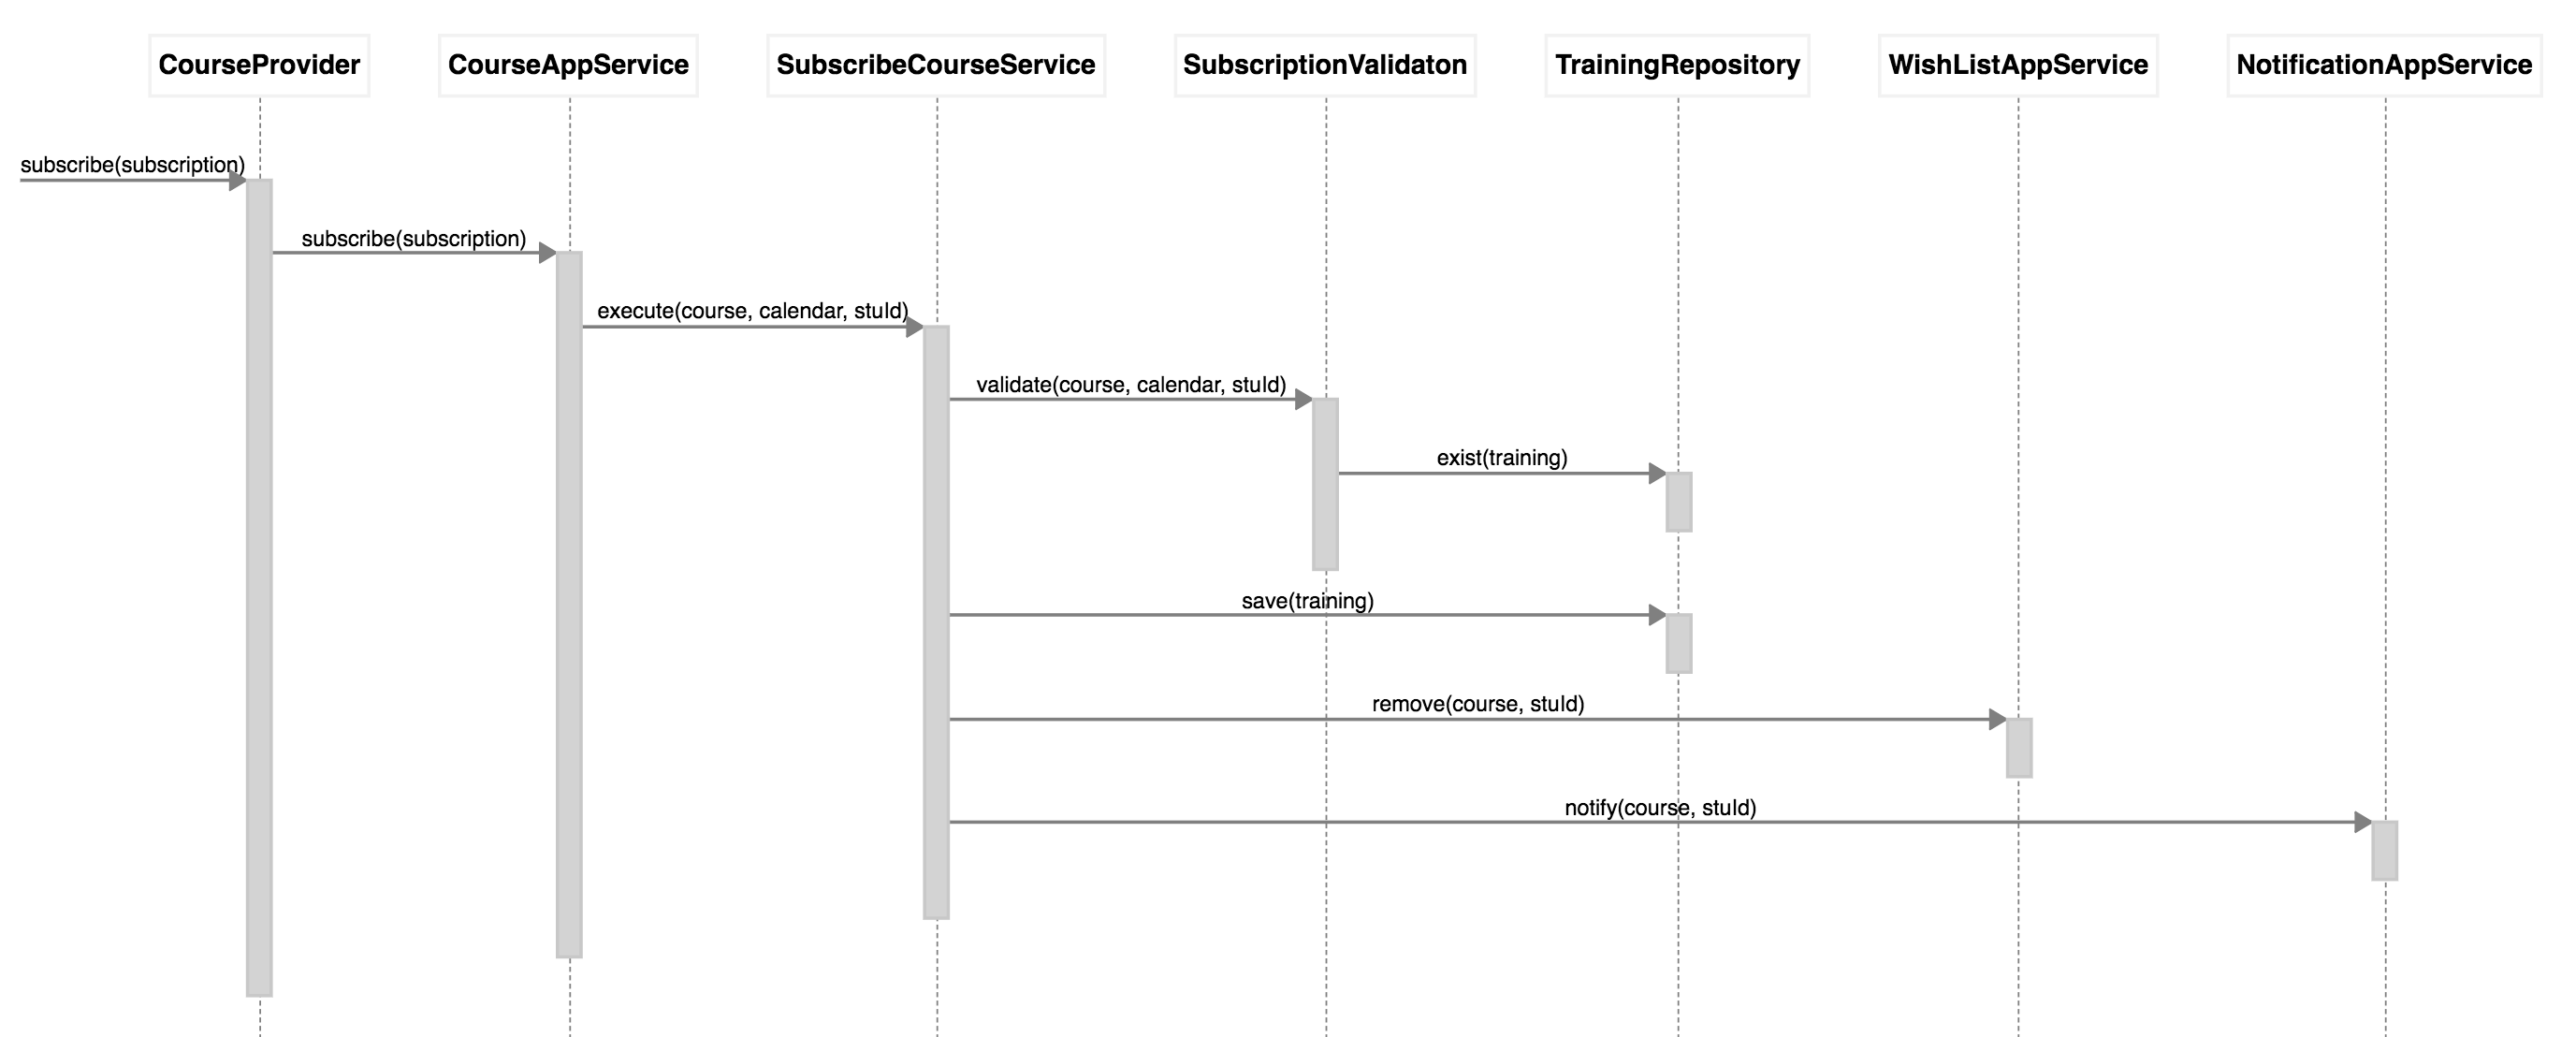 CourseProvider
CourseAppService
SubscribeCourseService
SubscriptionValidaton
TrainingRepository
WishListAppService
NotificationAppService
subscribe(subscription)
subscribe(subscription)
execute(course, calendar, stuId)
validate(course, calendar, stuId)
exist(training)
save(training)
remove(course, stuId)
notify(course, stuId)